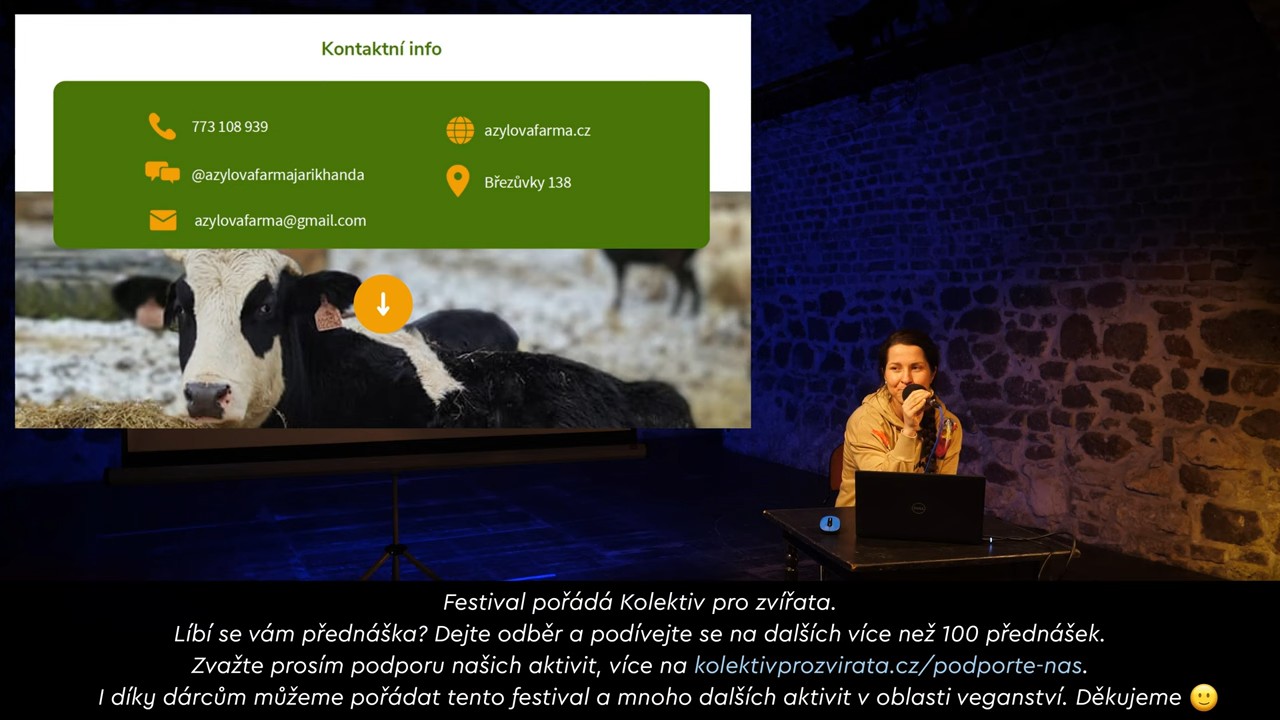 Kontaktní info
773 108 939
@azylovafarmajarikhanda
azylovafarma@gmail.com
azylovafarma.cz
Březůvky 138
Festival pořádá Kolektiv pro zvířata.
Líbí se vám přednáška? Dejte odběr a podívejte se na dalších více než 100 přednášek.
Zvažte prosím podporu našich aktivit, více na kolektivprozvirata.cz/podporte-nas.
I díky dárcům můžeme pořádat tento festival a mnoho dalších aktivit v oblasti veganství. Děkujeme 🙂